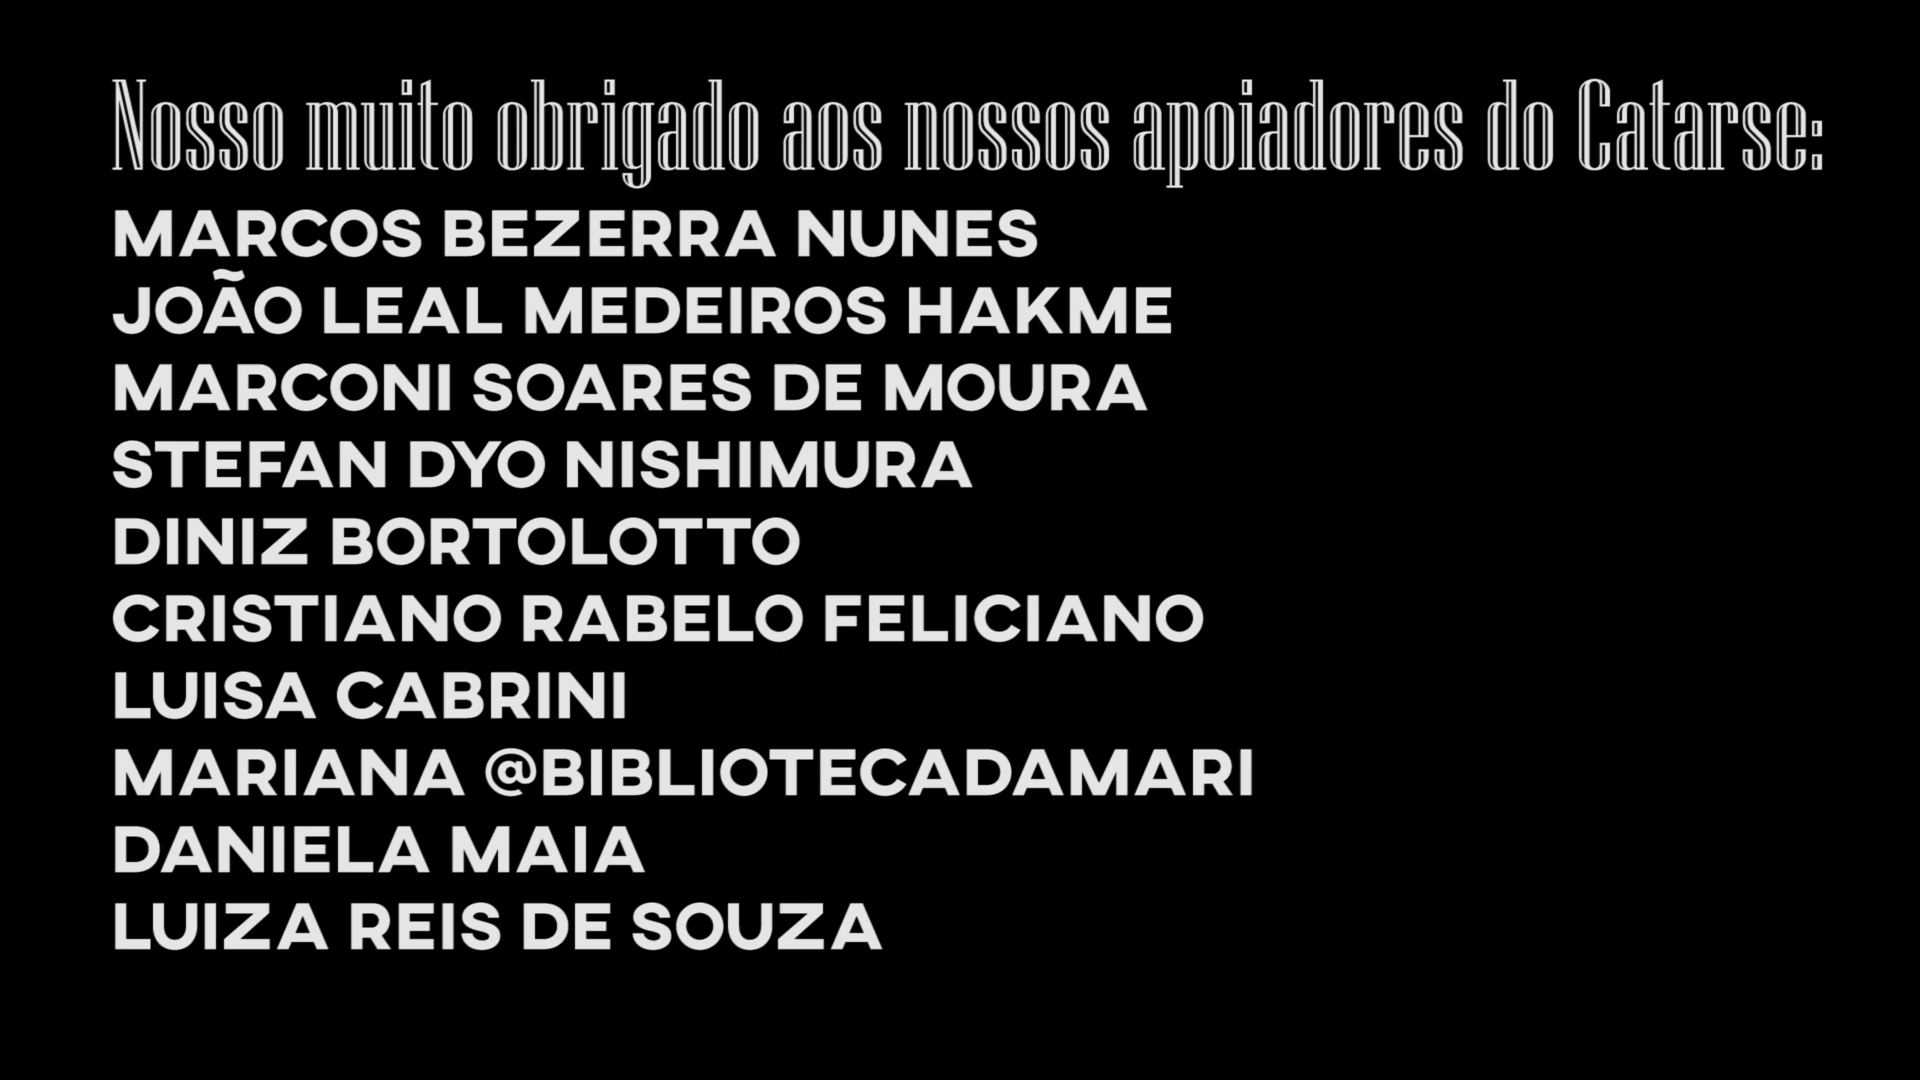 Nosso muito obrigado aos nossos apoiadores do Catarse:
MARCOS BEZERRA NUNES
JOÃO LEAL MEDEIROS HAKME
MARCONI SOARES DE MOURA
STEFAN DYO NISHIMURA
DINIZ BORTOLOTTO
CRISTIANO RABELO FELICIANO
LUISA CABRINI
MARIANA @BIBLIOTECADAMARI
DANIELA MAIA
LUIZA REIS DE SOUZA